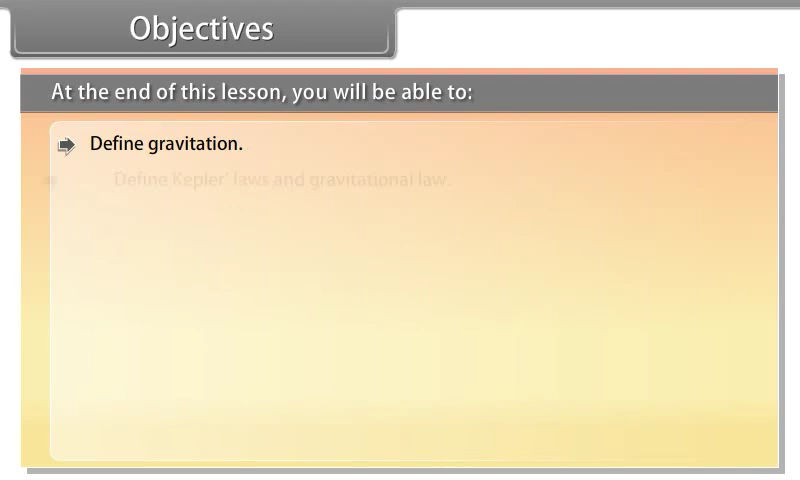 Objectives
At the end of this lesson, you will be able to:
Define gravitation.
Define Kepler' laws and gravitational law.